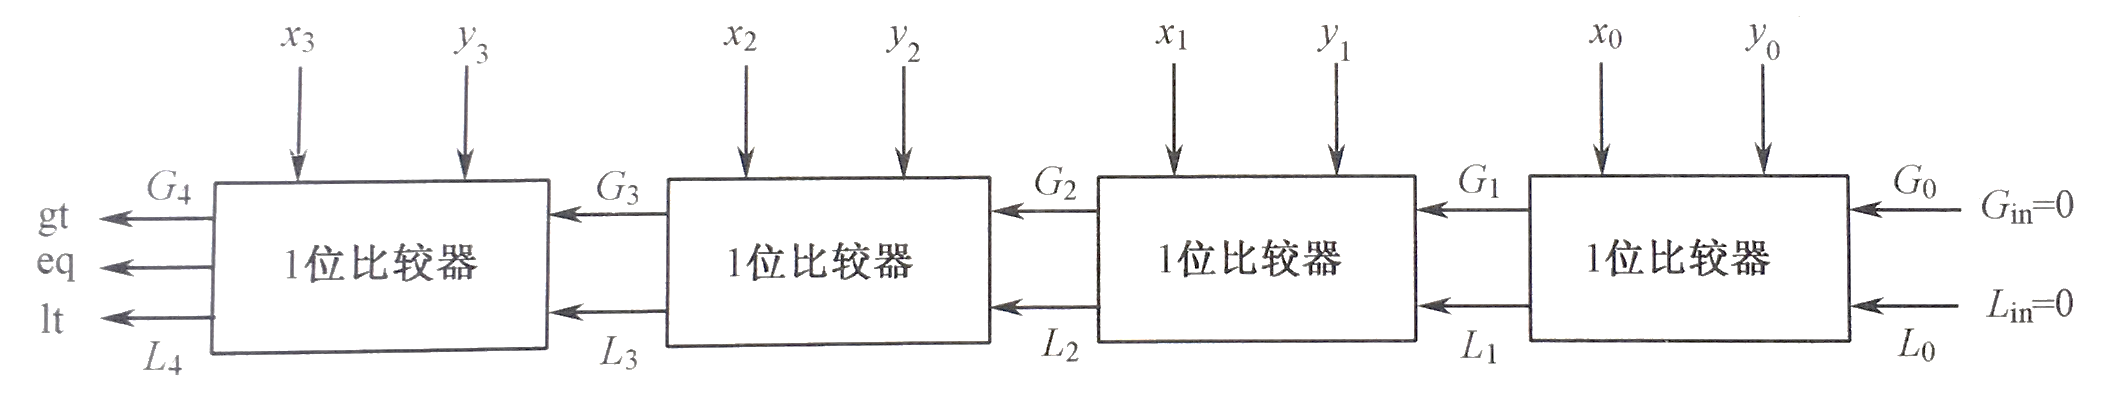 x3 y3 x2 y2 x1 y1 x0 y0
G4 G3 G2 G1 G0
gt Gin=0
eq 1位比较器 1位比较器 1位比较器 1位比较器
lt Lin=0
L4 L3 L2 L1 L0